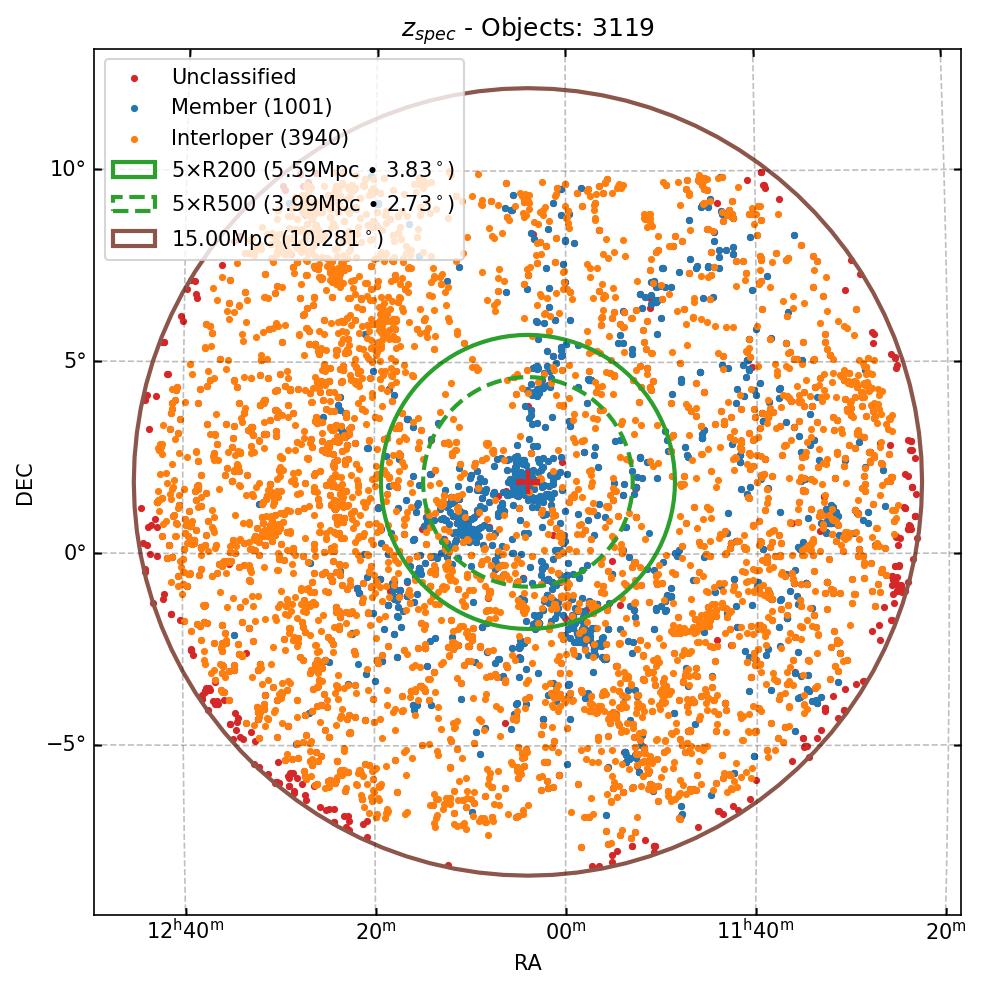 z_spec - Objects: 3119
Unclassified
Member (1001)
Interloper (3940)
5×R200 (5.59Mpc • 3.83°)
5×R500 (3.99Mpc • 2.73°)
15.00Mpc (10.281°)
10°
5°
0°
−5°
DEC
12h40m 20m 00m 11h40m 20m
RA